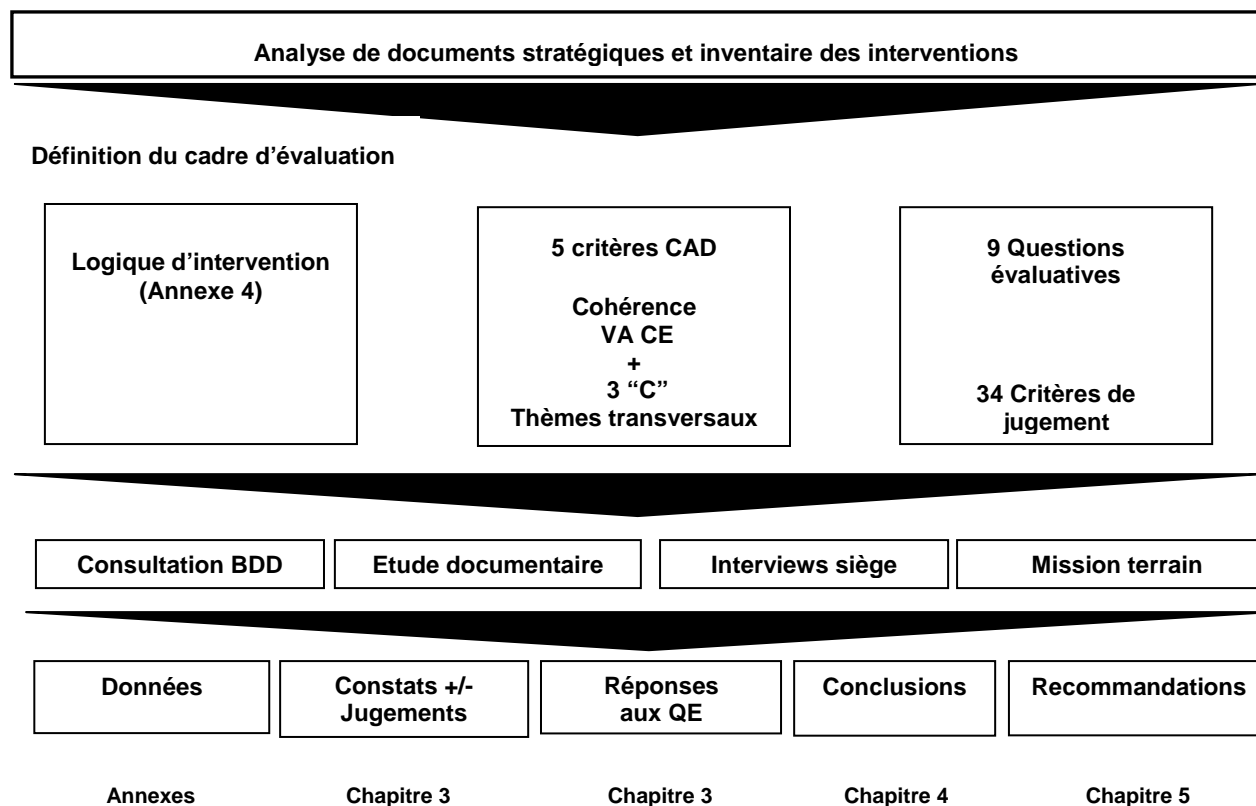 Analyse de documents stratégiques et inventaire des interventions
Définition du cadre d’évaluation
Logique d’intervention
(Annexe 4)
5 critères CAD
Cohérence
VA CE
+
3 “C”
Thèmes transversaux
9 Questions
évaluatives
34 Critères de
jugement
Consultation BDD
Etude documentaire
Interviews siège
Mission terrain
Données
Constats +/-
Jugements
Réponses
aux QE
Conclusions
Recommandations
Annexes
Chapitre 3
Chapitre 3
Chapitre 4
Chapitre 5